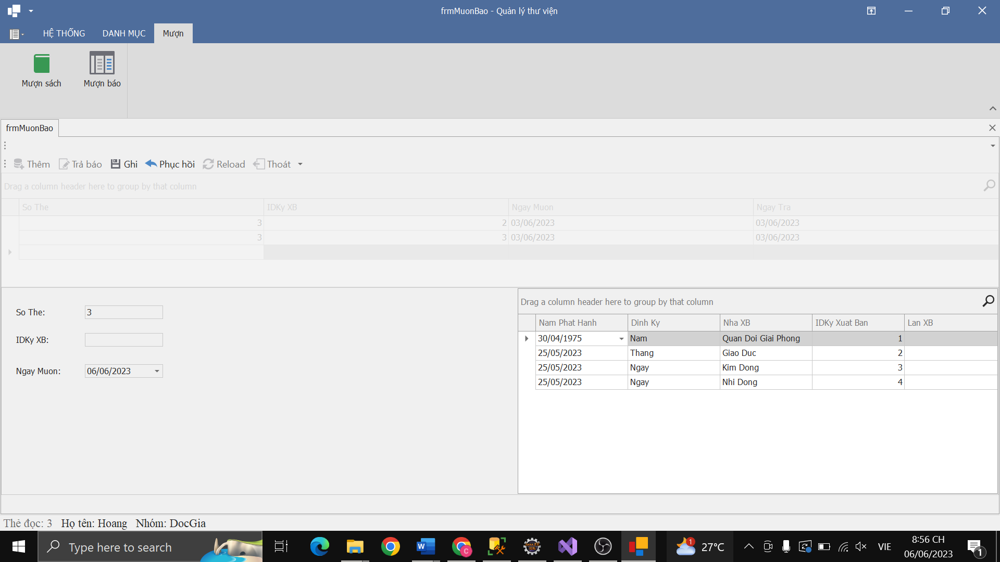 frmMuonBao - Quản lý thư viện
HỆ THỐNG DANH MỤC Mượn
Mượn sách Mượn báo
frmMuonBao
Thêm Trả báo Ghi Phục hồi Reload Thoát
Drag a column header here to group by that column
So The IDKy XB Ngay Muon Ngay Tra
3 2 03/06/2023 03/06/2023
3 3 03/06/2023 03/06/2023
So The: 3
IDKy XB:
Ngay Muon: 06/06/2023
Drag a column header here to group by that column
Nam Phat Hanh Dinh Ky Nha XB IDKy Xuat Ban Lan XB
30/04/1975 Nam Quan Doi Giai Phong 1
25/05/2023 Thang Giao Duc 2
25/05/2023 Ngay Kim Dong 3
25/05/2023 Ngay Nhi Dong 4
Thẻ đọc: 3 Họ tên: Hoang Nhóm: DocGia
Type here to search
W
C
Java EE
IDE
1
27°C
VIE
8:56 CH
06/06/2023
1